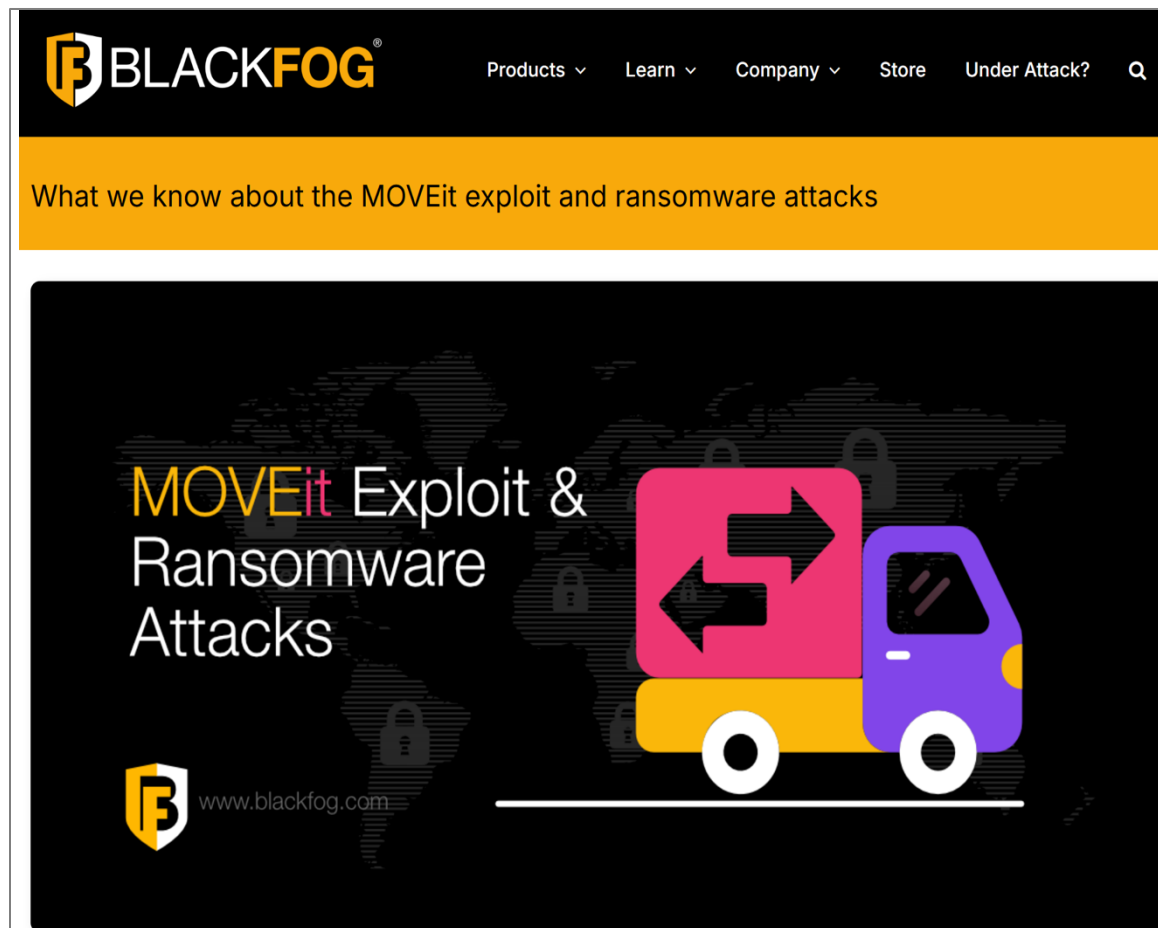 BLACKFOG®
Products Learn Company Store Under Attack?
What we know about the MOVEit exploit and ransomware attacks
MOVEit Exploit &
Ransomware
Attacks
www.blackfog.com